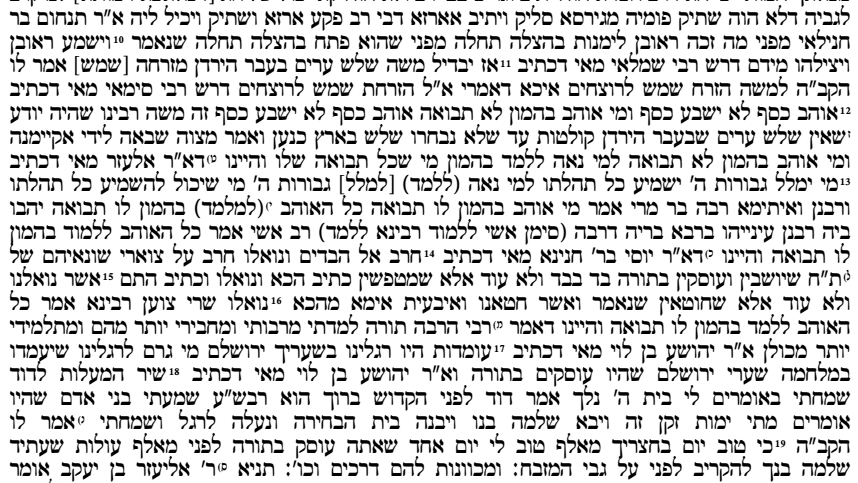 לגביה דלא הוה שתיק פומיה מגירסא סליק ויתיב אארזא דבי רב פקע ארזא ושתיק ויכיל ליה א״ר תנחום בר
חנילאי מפני מה זכה ראובן לימנות בהצלה תחלה מפני שהוא פתח בהצלה תחלה שנאמר 10וישמע ראובן
ויצילהו מידם דרש רבי שמלאי מאי דכתיב 11אז יבדיל משה שלש ערים בעבר הירדן מזרחה [שמש] אמר לו
הקב״ה למשה הזרח שמש לרוצחים איכא דאמרי א״ל הזרחת שמש לרוצחים דרש רבי סימאי מאי דכתיב
12אוהב כסף לא ישבע כסף ומי אוהב בהמון לא תבואה אוהב כסף לא ישבע כסף זה משה רבינו שהיה יודע
שאין שלש ערים שבעבר הירדן קולטות עד שלא נבחרו שלש בארץ כנען ואמר מצוה שבאה לידי אקיימנה
ומי אוהב בהמון לא תבואה למי נאה ללמד בהמון מי שכל תבואה שלו והיינו ט)דא״ר אלעזר מאי דכתיב
13מי ימלל גבורות ה׳ ישמיע כל תהלתו למי נאה (ללמד) [למלל] גבורות ה׳ מי שיכול להשמיע כל תהלתו
ורבנן ואיתימא רבה בר מרי אמר מי אוהב בהמון לו תבואה כל האוהב י)(למלמד) בהמון לו תבואה יהבו
ביה רבנן עינייהו ברבא בריה דרבה (סימן אשי ללמוד רבינא ללמד) רב אשי אמר כל האוהב ללמוד בהמון
לו תבואה והיינו כ)דא״ר יוסי בר׳ חנינא מאי דכתיב 14חרב אל הבדים ונואלו חרב על צוארי שונאיהם של
ל)ת״ח שיושבין ועוסקין בתורה בד בבד ולא עוד אלא שמטפשין כתיב הכא ונואלו וכתיב התם 15אשר נואלנו
ולא עוד אלא שחוטאין שנאמר ואשר חטאנו ואיבעית אימא מהכא 16נואלו שרי צוען רבינא אמר כל
האוהב ללמד בהמון לו תבואה והיינו דאמר מ)רבי הרבה תורה למדתי מרבותי ומחבירי יותר מהם ומתלמידי
יותר מכולן א״ר יהושע בן לוי מאי דכתיב 17עומדות היו רגלינו בשעריך ירושלם מי גרם לרגלינו שיעמדו
במלחמה שערי ירושלם שהיו עוסקים בתורה וא״ר יהושע בן לוי מאי דכתיב 18שיר המעלות לדוד
שמחתי באומרים לי בית ה׳ נלך אמר דוד לפני הקדוש ברוך הוא רבש״ע שמעתי בני אדם שהיו
אומרים מתי ימות זקן זה ויבא שלמה בנו ויבנה בית הבחירה ונעלה לרגל ושמחתי נ)אמר לו
הקב״ה 19כי טוב יום בחצריך מאלף טוב לי יום אחד שאתה עוסק בתורה לפני מאלף עולות שעתיד
שלמה בנך להקריב לפני על גבי המזבח: ומכוונות להם דרכים וכו׳: תניא ס)ר׳ אליעזר בן יעקב אומר